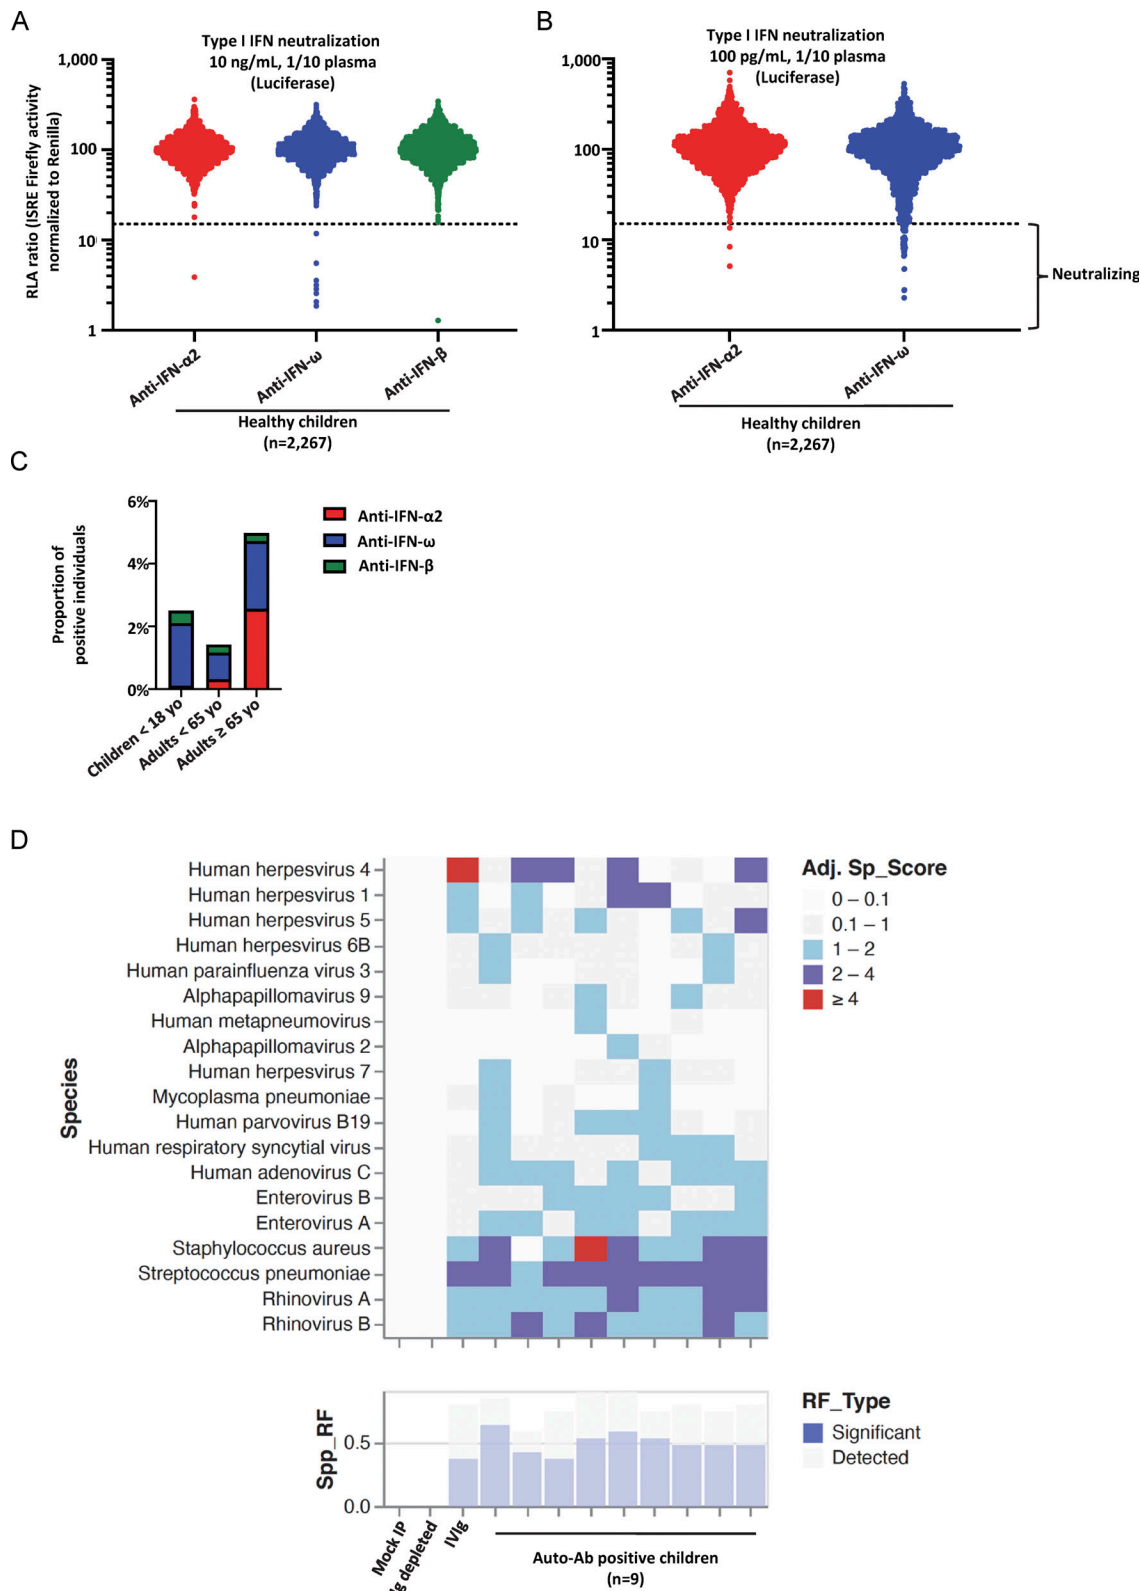 A
Type I IFN neutralization
10 ng/mL, 1/10 plasma
(Luciferase)
RLA ratio (ISRE Firefly activity
normalized to Renilla)
1,000
100
10
1
Anti-IFN-α2
Anti-IFN-ω
Anti-IFN-β
Healthy children
(n=2,267)
B
Type I IFN neutralization
100 pg/mL, 1/10 plasma
(Luciferase)
1,000
100
10
1
Neutralizing
Anti-IFN-α2
Anti-IFN-ω
Healthy children
(n=2,267)
C
Proportion of
positive individuals
6%
4%
2%
0%
Children < 18 yo
Adults < 65 yo
Adults ≥ 65 yo
Anti-IFN-α2
Anti-IFN-ω
Anti-IFN-β
D
Species
Human herpesvirus 4
Human herpesvirus 1
Human herpesvirus 5
Human herpesvirus 6B
Human parainfluenza virus 3
Alphapapillomavirus 9
Human metapneumovirus
Alphapapillomavirus 2
Human herpesvirus 7
Mycoplasma pneumoniae
Human parvovirus B19
Human respiratory syncytial virus
Human adenovirus C
Enterovirus B
Enterovirus A
Staphylococcus aureus
Streptococcus pneumoniae
Rhinovirus A
Rhinovirus B
Adj. Sp_Score
0 – 0.1
0.1 – 1
1 – 2
2 – 4
≥ 4
Spp_RF
0.5
0.0
RF_Type
Significant
Detected
Mock IP
Ig depleted
IVIg
Auto-Ab positive children
(n=9)